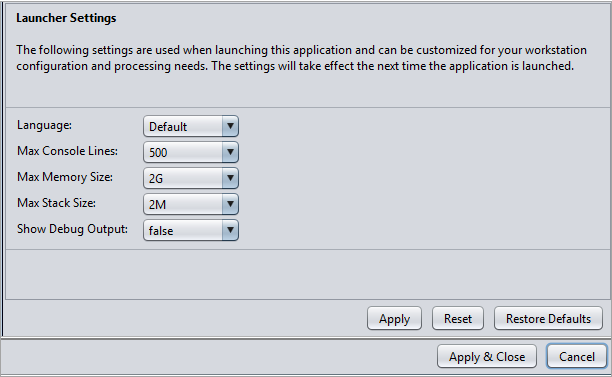 Launcher Settings
The following settings are used when launching this application and can be customized for your workstation
configuration and processing needs. The settings will take effect the next time the application is launched.
Language: Default
Max Console Lines: 500
Max Memory Size: 2G
Max Stack Size: 2M
Show Debug Output: false
Apply Reset Restore Defaults
Apply & Close Cancel